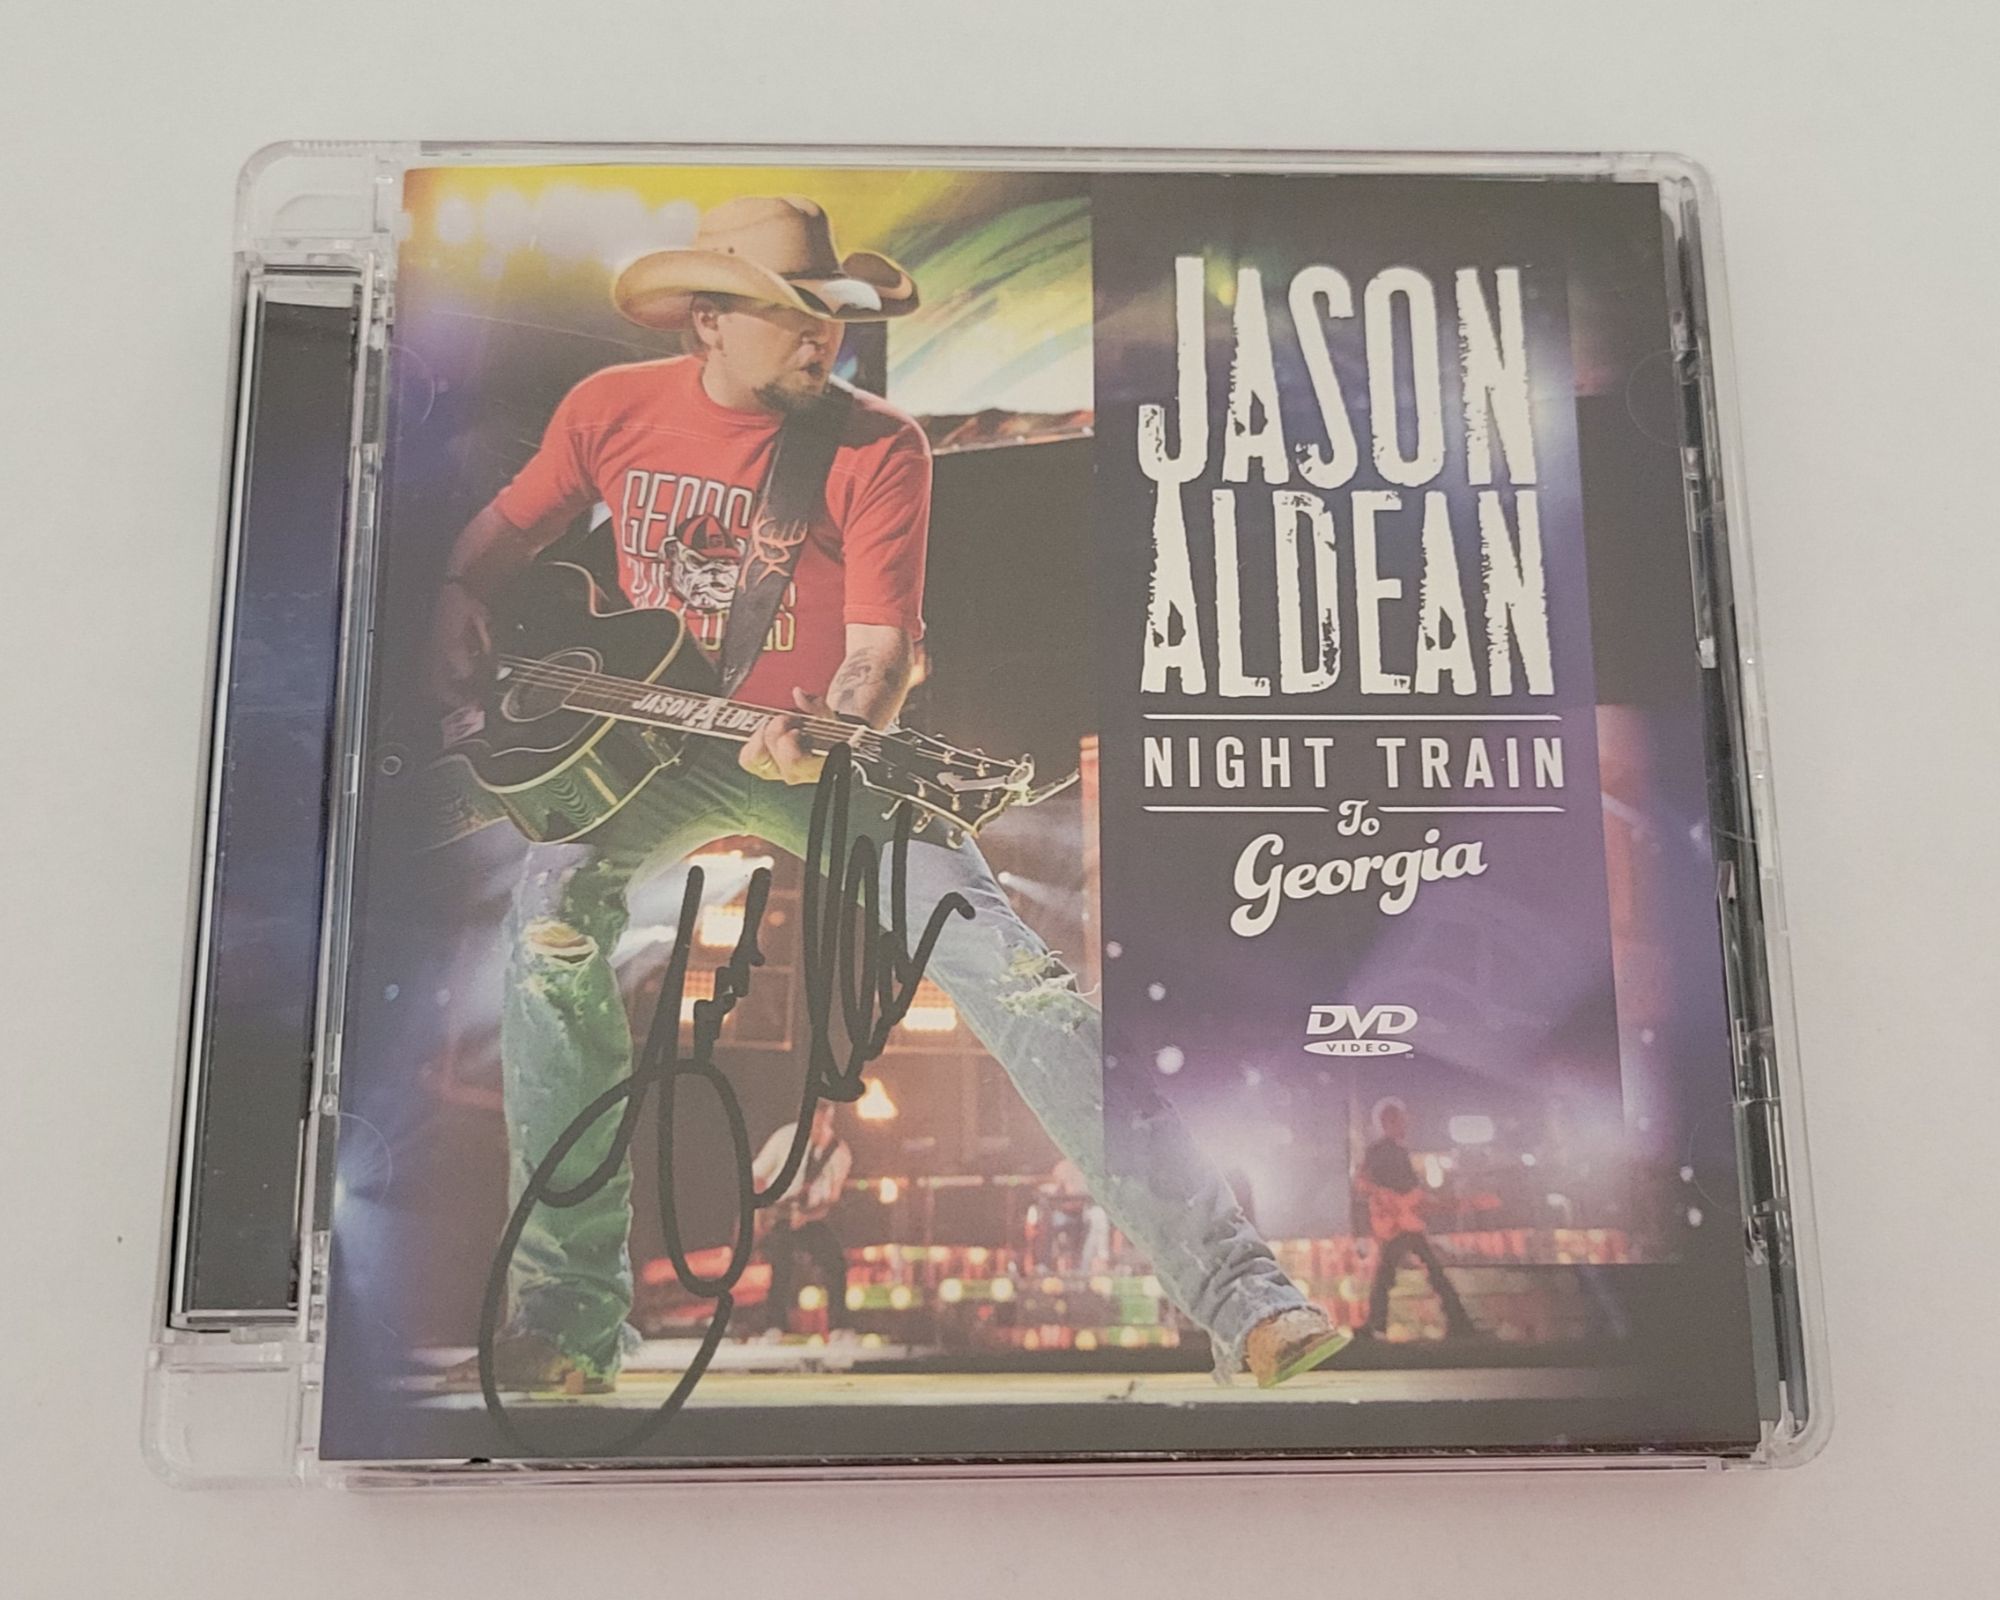 JASON
ALDEAN
NIGHT TRAIN
To
Georgia
DVD
VIDEO
JASON ALDEAN